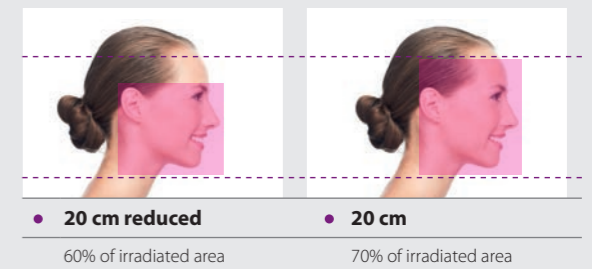 20 cm reduced
20 cm
60% of irradiated area
70% of irradiated area